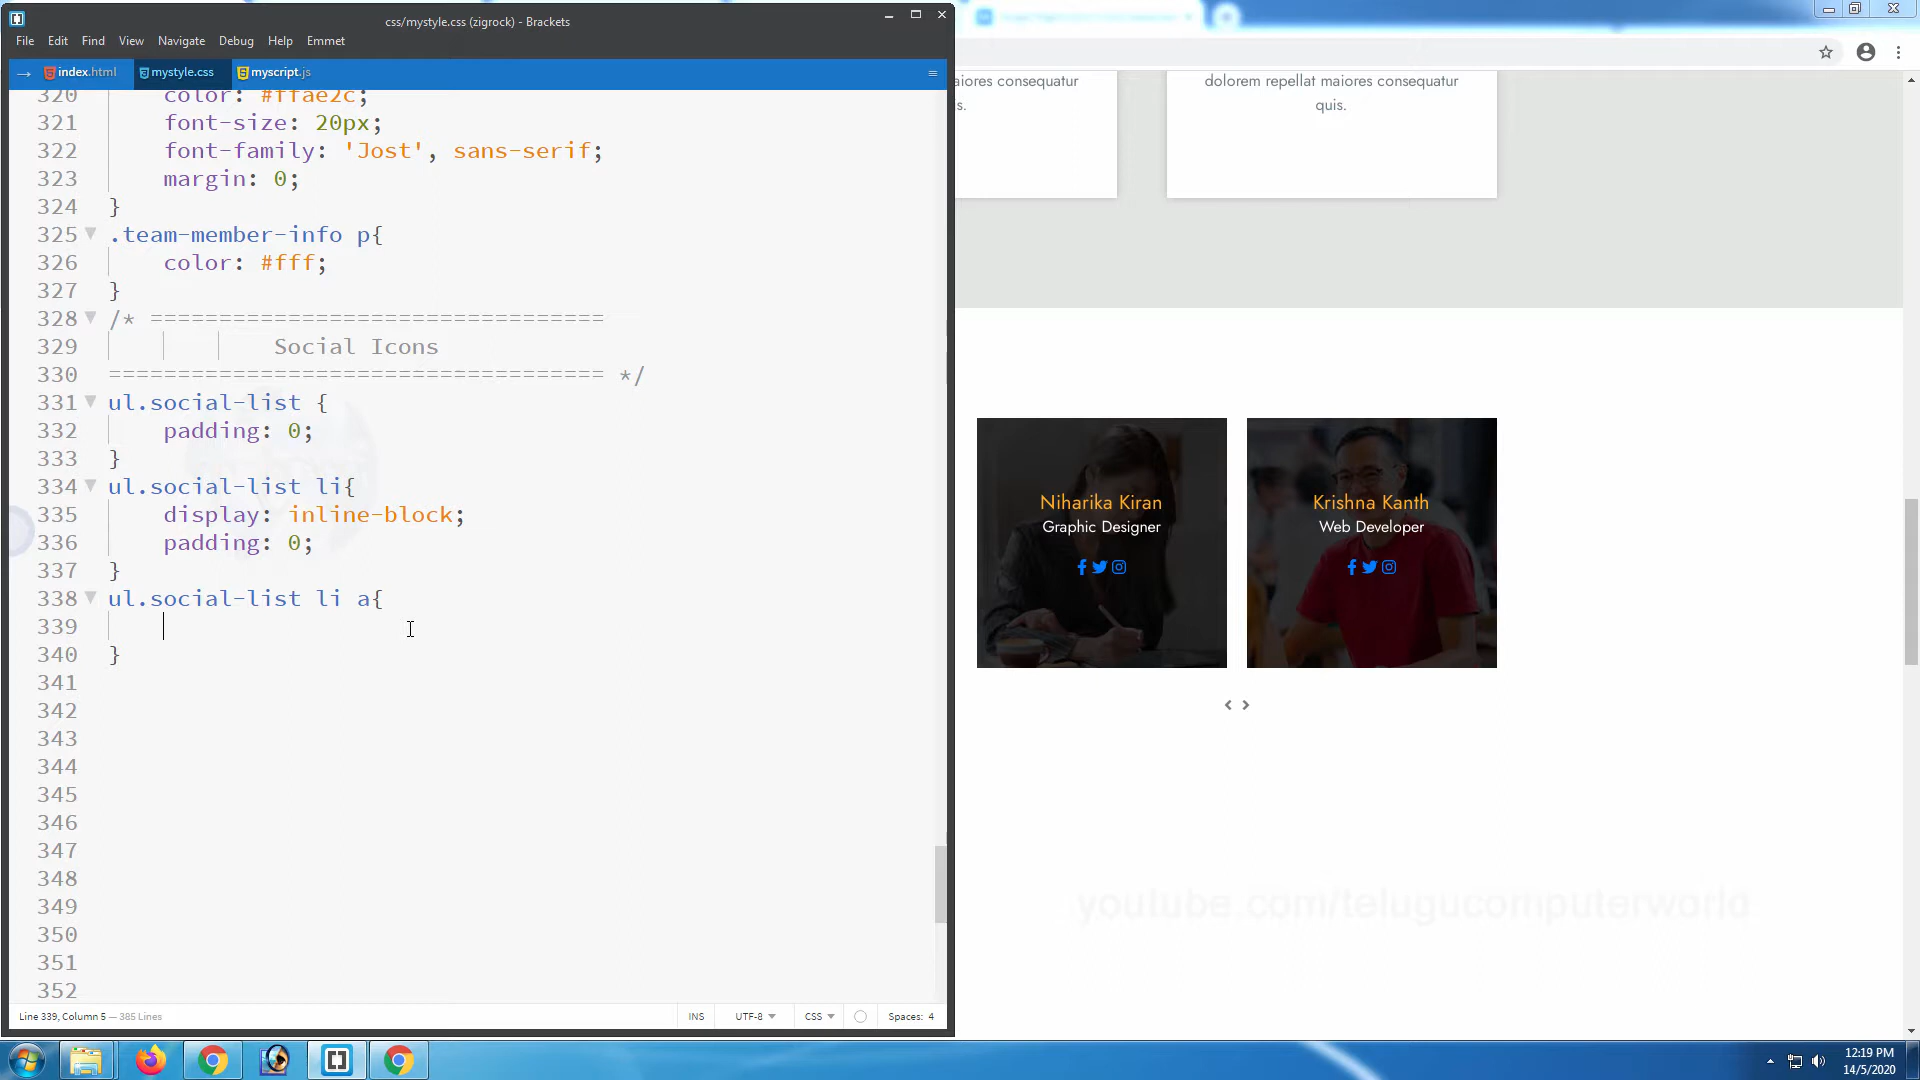 css/mystyle.css (zigrock) - Brackets
File Edit Find View Navigate Debug Help Emmet
index.html mystyle.css myscript.js
320 color: #ffae2c;
321 font-size: 20px;
322 font-family: 'Jost', sans-serif;
323 margin: 0;
324 }
325 .team-member-info p{
326 color: #fff;
327 }
328 /* =================================
329 Social Icons
330 ==================================== */
331 ul.social-list {
332 padding: 0;
333 }
334 ul.social-list li{
335 display: inline-block;
336 padding: 0;
337 }
338 ul.social-list li a{
339
340 }
341
342
343
344
345
346
347
348
349
350
351
352
Line 339, Column 5 — 385 Lines
INS UTF-8 CSS Spaces: 4
aiores consequatur
s.
dolorem repellat maiores consequatur
quis.
Niharika Kiran
Graphic Designer
Krishna Kanth
Web Developer
youtube.com/telugucomputerworld
12:19 PM
14/5/2020